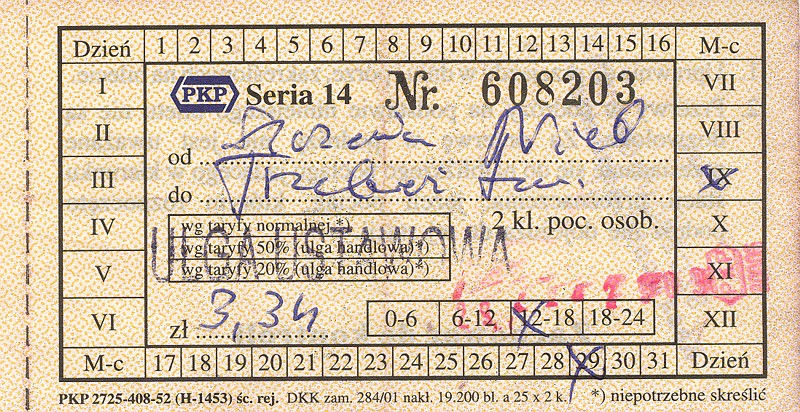 Dzień 1 2 3 4 5 6 7 8 9 10 11 12 13 14 15 16 M-c
I PKP Seria 14 Nr. 608203 VII
II VIII
od
III IX
do
IV wg taryfy normalnej *) 2 kl. poc. osob. X
wg taryfy 50% (ulga handlowa)*)
ULGA USTAWOWA
V wg taryfy 20% (ulga handlowa)*) XI
VI zł 3,34 0-6 6-12 12-18 18-24 XII
M-c 17 18 19 20 21 22 23 24 25 26 27 28 29 30 31 Dzień
PKP 2725-408-52 (H-1453) śc. rej. DKK zam. 284/01 nakł. 19.200 bl. a 25 x 2 k. *) niepotrzebne skreślić